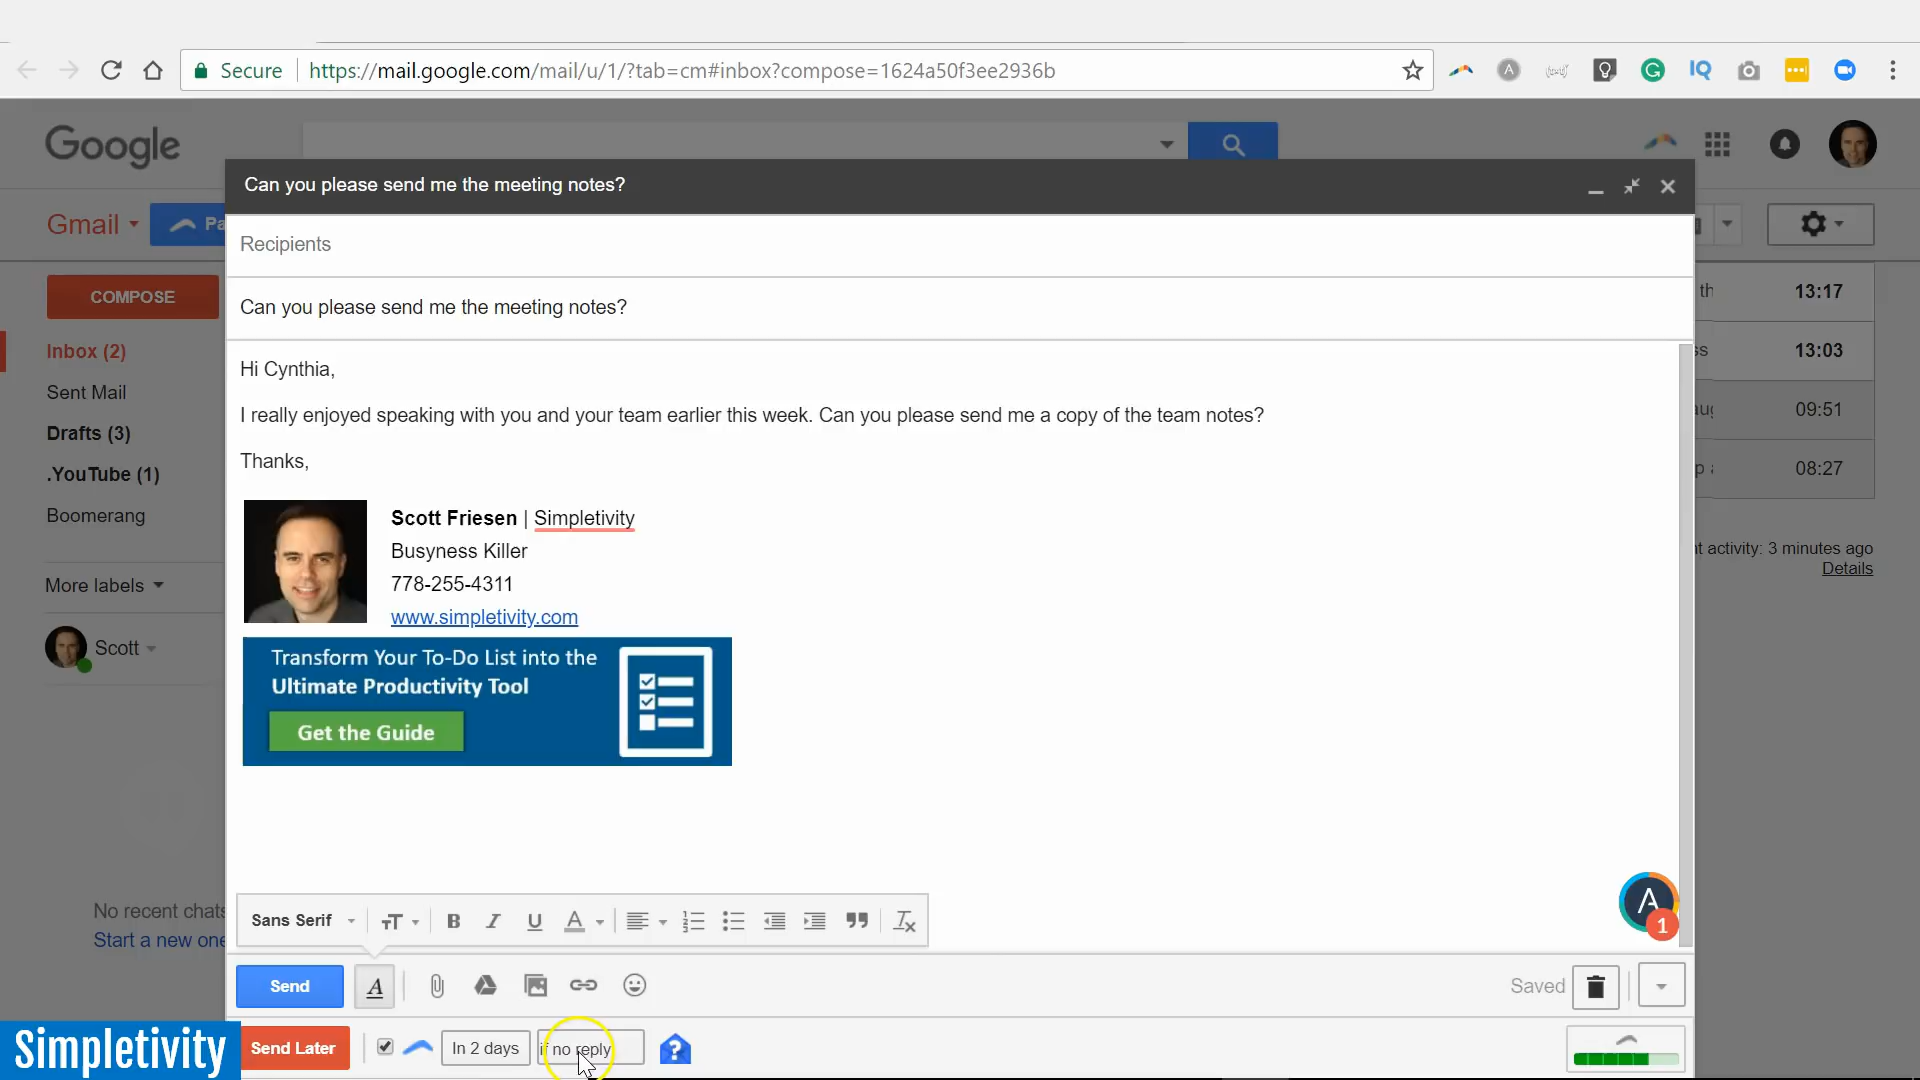 Secure https://mail.google.com/mail/u/1/?tab=cm#inbox?compose=1624a50f3ee2936b
Google
Can you please send me the meeting notes?
Gmail
Pa
Recipients
COMPOSE
Can you please send me the meeting notes?
13:17
Inbox (2)
Hi Cynthia,
13:03
Sent Mail
I really enjoyed speaking with you and your team earlier this week. Can you please send me a copy of the team notes?
09:51
Drafts (3)
Thanks,
08:27
.YouTube (1)
Boomerang
Scott Friesen | Simpletivity
Busyness Killer
t activity: 3 minutes ago
Details
More labels
778-255-4311
www.simpletivity.com
Scott
Transform Your To-Do List into the
Ultimate Productivity Tool
Get the Guide
No recent chats
Start a new one
Sans Serif
1
Send
Saved
Simpletivity
Send Later
In 2 days
if no reply